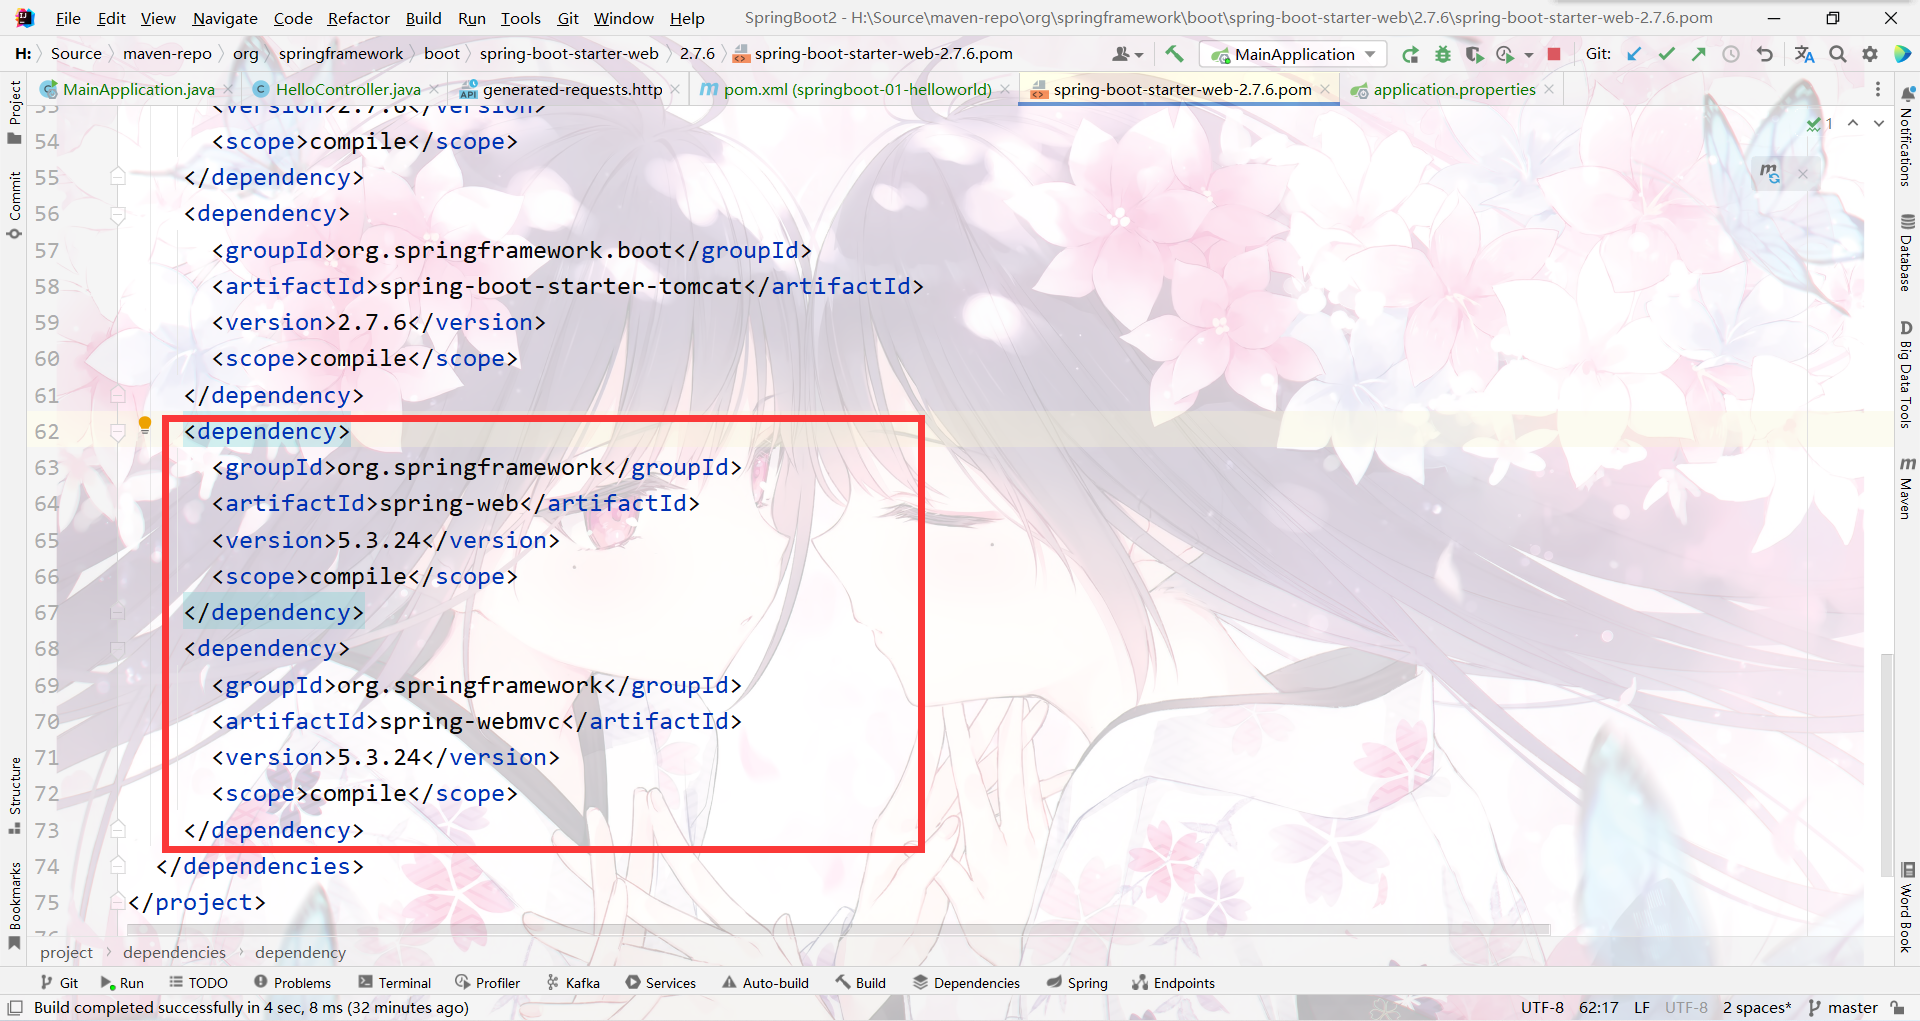 File Edit View Navigate Code Refactor Build Run Tools Git Window Help SpringBoot2 - H:\Source\maven-repo\org\springframework\boot\spring-boot-starter-web\2.7.6\spring-boot-starter-web-2.7.6.pom
H: Source maven-repo org springframework boot spring-boot-starter-web 2.7.6 spring-boot-starter-web-2.7.6.pom MainApplication Git:
MainApplication.java HelloController.java generated-requests.http pom.xml (springboot-01-helloworld) spring-boot-starter-web-2.7.6.pom application.properties
53 <version>2.7.6</version>
54 <scope>compile</scope>
55 </dependency>
56 <dependency>
57 <groupId>org.springframework.boot</groupId>
58 <artifactId>spring-boot-starter-tomcat</artifactId>
59 <version>2.7.6</version>
60 <scope>compile</scope>
61 </dependency>
62 <dependency>
63 <groupId>org.springframework</groupId>
64 <artifactId>spring-web</artifactId>
65 <version>5.3.24</version>
66 <scope>compile</scope>
67 </dependency>
68 <dependency>
69 <groupId>org.springframework</groupId>
70 <artifactId>spring-webmvc</artifactId>
71 <version>5.3.24</version>
72 <scope>compile</scope>
73 </dependency>
74 </dependencies>
75 </project>
76
1
Project
Commit
Structure
Bookmarks
Notifications
Database
D Big Data Tools
m Maven
Word Book
project dependencies dependency
Git Run TODO Problems Terminal Profiler Kafka Services Auto-build Build Dependencies Spring Endpoints
Build completed successfully in 4 sec, 8 ms (32 minutes ago) UTF-8 62:17 LF UTF-8 2 spaces* master